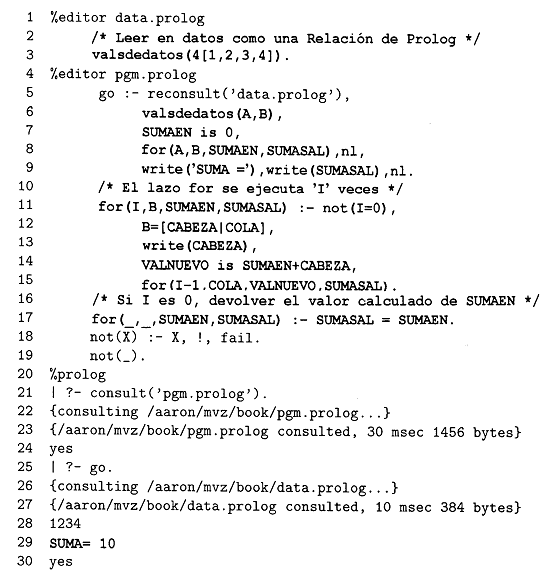 1 %editor data.prolog
2 /* Leer en datos como una Relación de Prolog */
3 valsdedatos(4[1,2,3,4]).
4 %editor pgm.prolog
5 go :- reconsult('data.prolog'),
6 valsdedatos(A,B),
7 SUMAEN is 0,
8 for(A,B,SUMAEN,SUMASAL),nl,
9 write('SUMA ='),write(SUMASAL),nl.
10 /* El lazo for se ejecuta 'I' veces */
11 for(I,B,SUMAEN,SUMASAL) :- not(I=0),
12 B=[CABEZA|COLA],
13 write(CABEZA),
14 VALNUEVO is SUMAEN+CABEZA,
15 for(I-1,COLA,VALNUEVO,SUMASAL).
16 /* Si I es 0, devolver el valor calculado de SUMAEN */
17 for(_,_,SUMAEN,SUMASAL) :- SUMASAL = SUMAEN.
18 not(X) :- X, !, fail.
19 not(_).
20 %prolog
21 | ?- consult('pgm.prolog').
22 {consulting /aaron/mvz/book/pgm.prolog...}
23 {/aaron/mvz/book/pgm.prolog consulted, 30 msec 1456 bytes}
24 yes
25 | ?- go.
26 {consulting /aaron/mvz/book/data.prolog...}
27 {/aaron/mvz/book/data.prolog consulted, 10 msec 384 bytes}
28 1234
29 SUMA= 10
30 yes